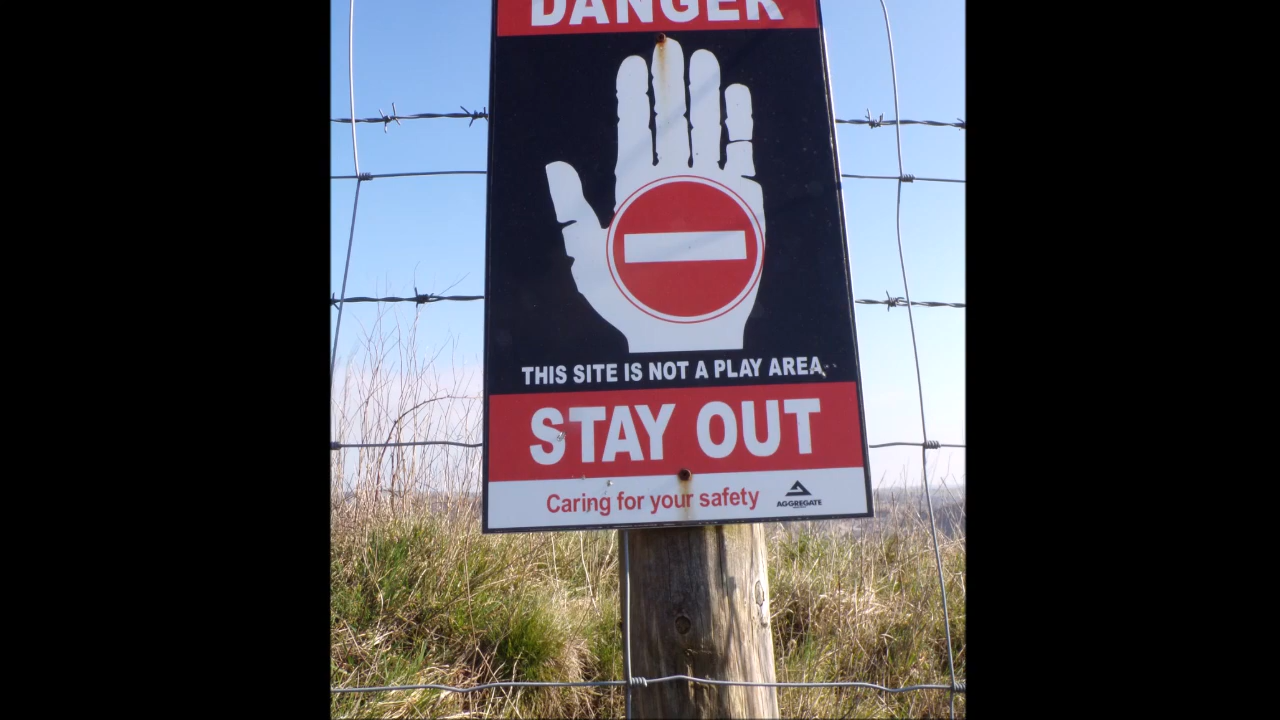 DANGER
THIS SITE IS NOT A PLAY AREA
STAY OUT
Caring for your safety
AGGREGATE